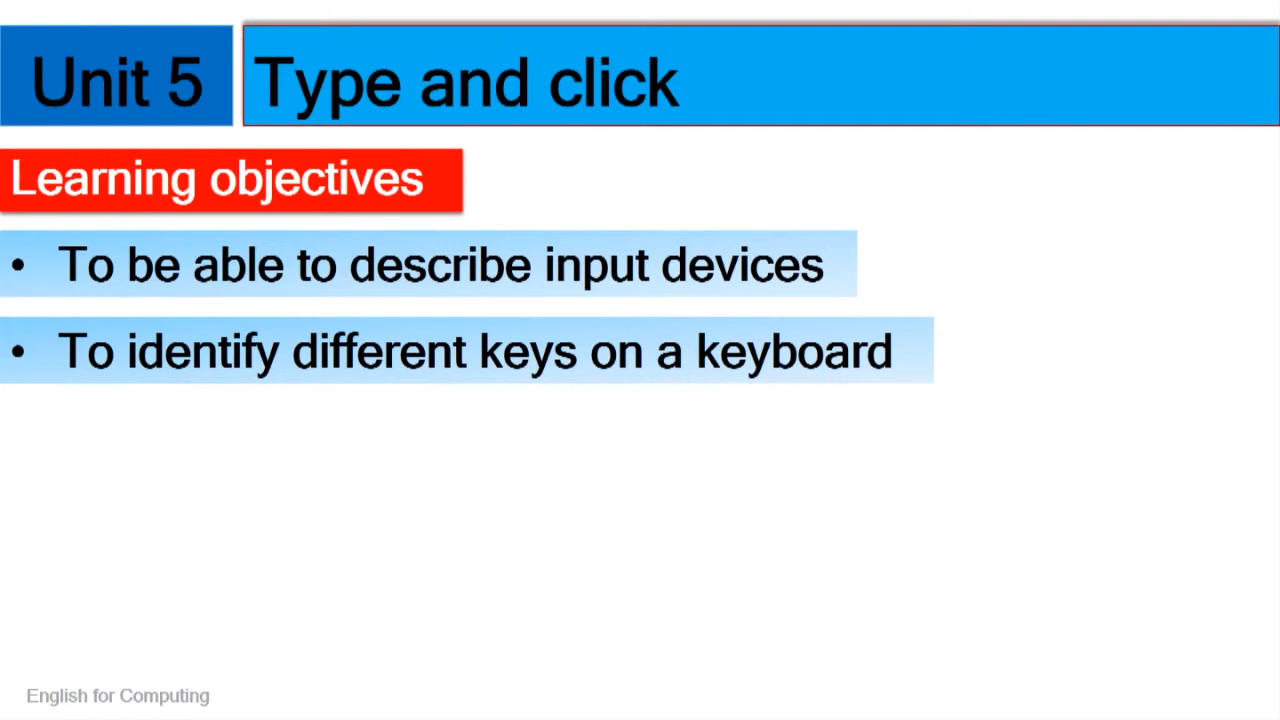 Unit 5
Type and click
Learning objectives
• To be able to describe input devices
• To identify different keys on a keyboard
English for Computing